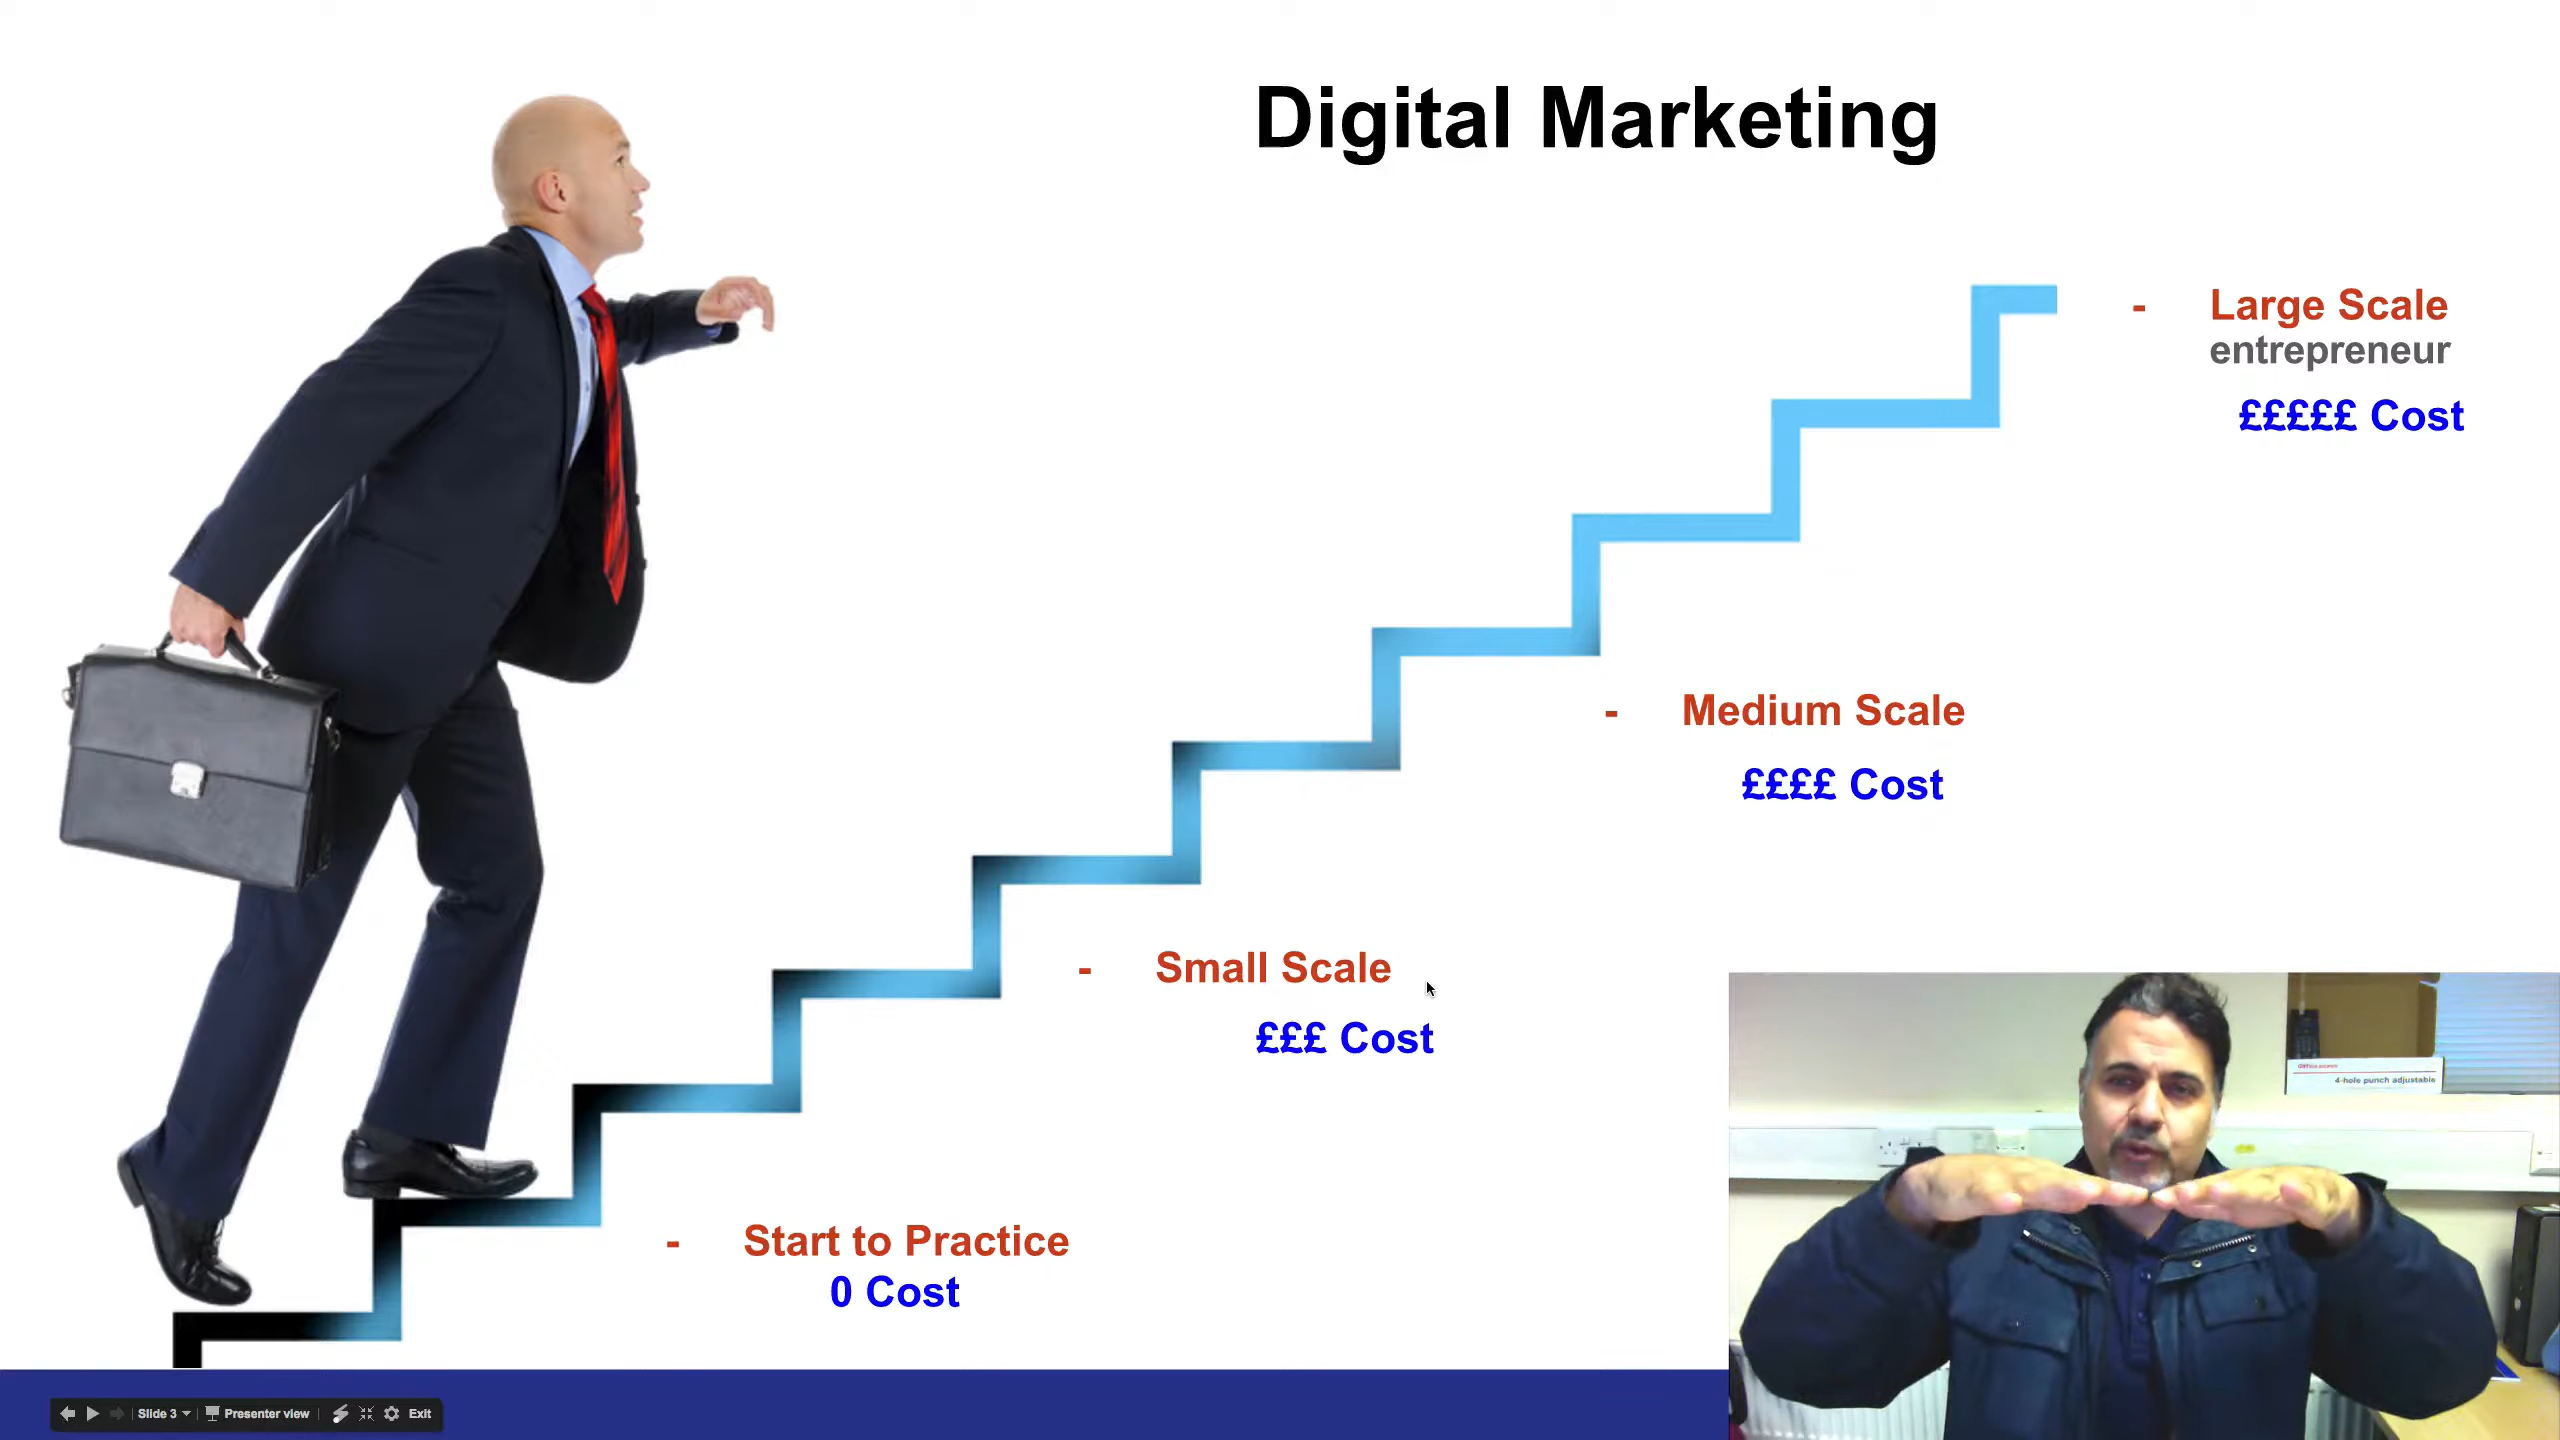 Digital Marketing
- Large Scale
entrepreneur
£££££ Cost
- Medium Scale
££££ Cost
- Small Scale
£££ Cost
- Start to Practice
0 Cost
4-hole punch adjustable
Slide 3
Presenter view
Exit